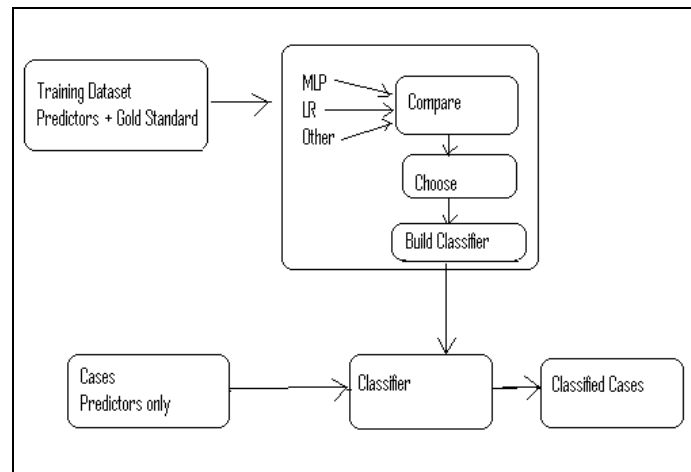 Training Dataset
Predictors + Gold Standard
MLP
LR
Other
Compare
Choose
Build Classifier
Cases
Predictors only
Classifier
Classified Cases